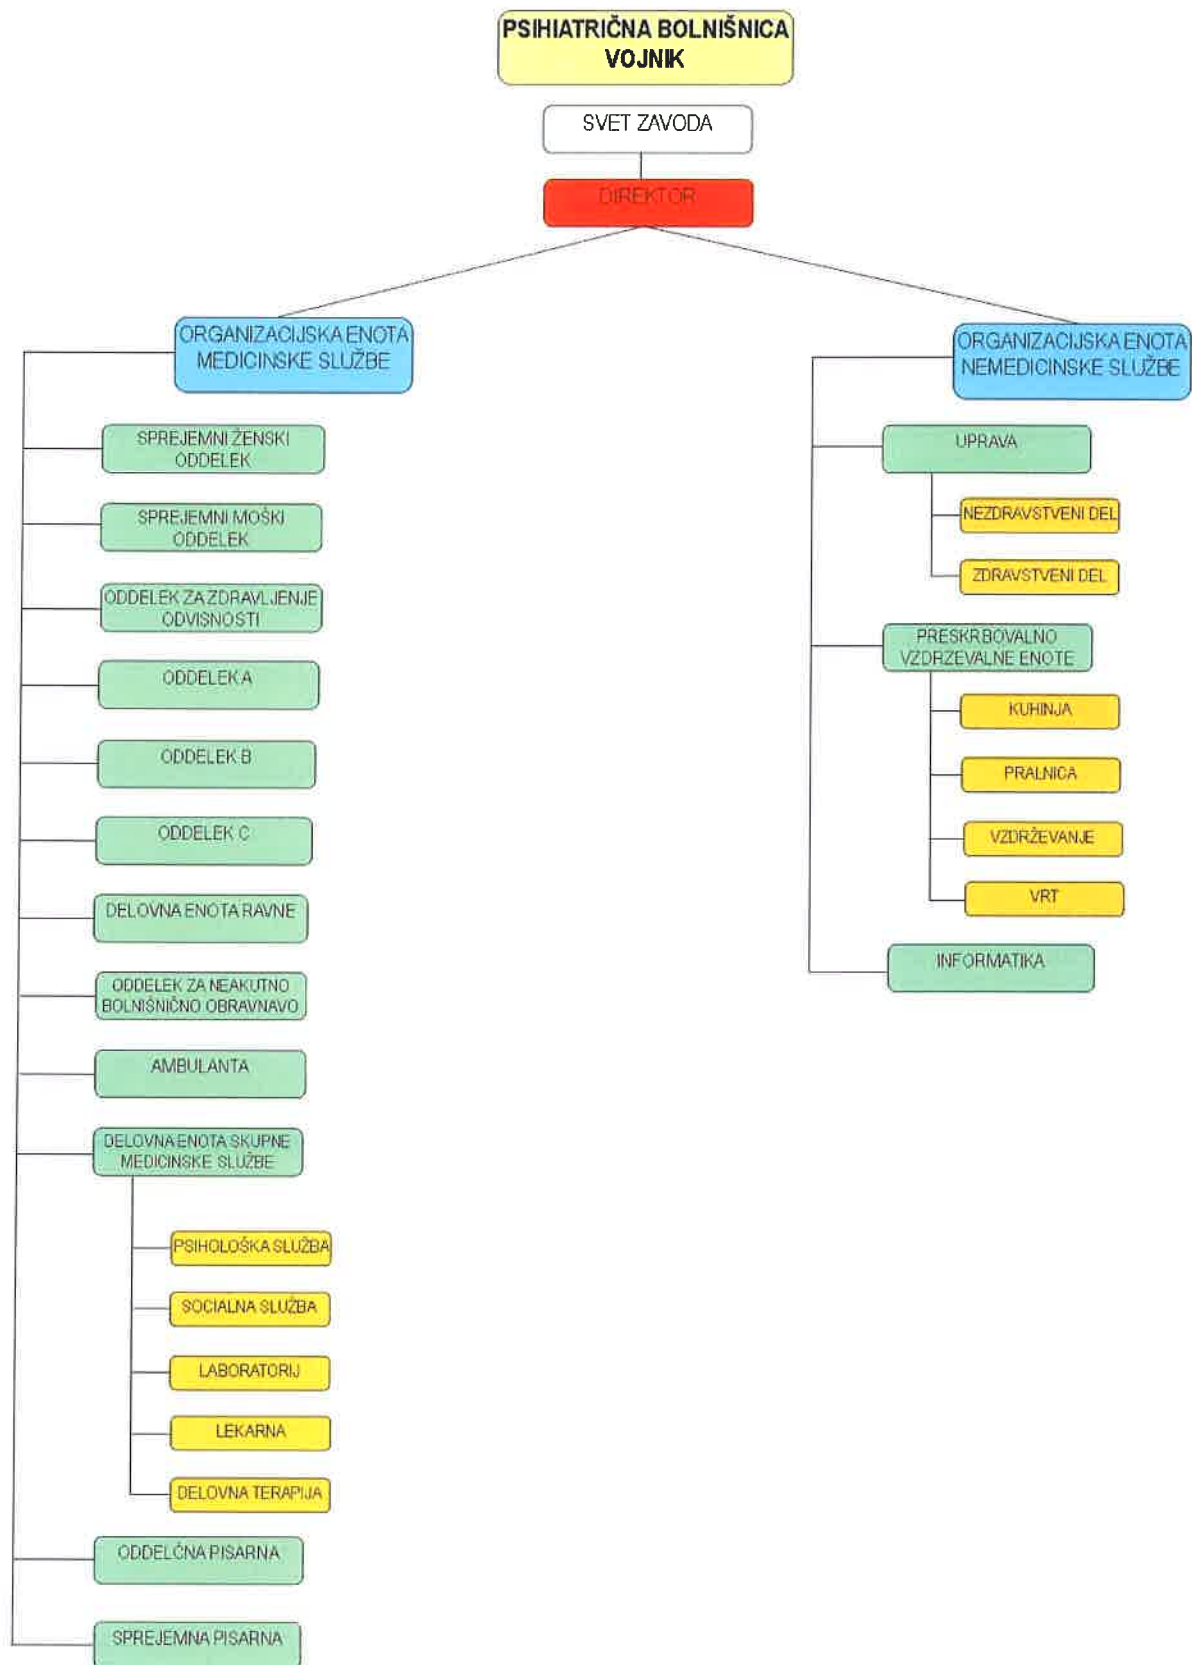 PSIHIATRIČNA BOLNIŠNICA
VOJNIK
SVET ZAVODA
DIREKTOR
ORGANIZACIJSKA ENOTA
MEDICINSKE SLUŽBE
SPREJEMNI ŽENSKI
ODDELEK
SPREJEMNI MOŠKI
ODDELEK
ODDELEK ZA ZDRAVLJENJE
ODVISNOSTI
ODDELEK A
ODDELEK B
ODDELEK C
DELOVNA ENOTA RAVNE
ODDELEK ZA NEAKUTNO
BOLNIŠNIČNO OBRAVNAVO
AMBULANTA
DELOVNA ENOTA SKUPNE
MEDICINSKE SLUŽBE
PSIHOLOŠKA SLUŽBA
SOCIALNA SLUŽBA
LABORATORIJ
LEKARNA
DELOVNA TERAPIJA
ODDELČNA PISARNA
SPREJEMNA PISARNA
ORGANIZACIJSKA ENOTA
NEMEDICINSKE SLUŽBE
UPRAVA
NEZDRAVSTVENI DEL
ZDRAVSTVENI DEL
PRESKRBOVALNO
VZDRZEVALNE ENOTE
KUHINJA
PRALNICA
VZDRŽEVANJE
VRT
INFORMATIKA